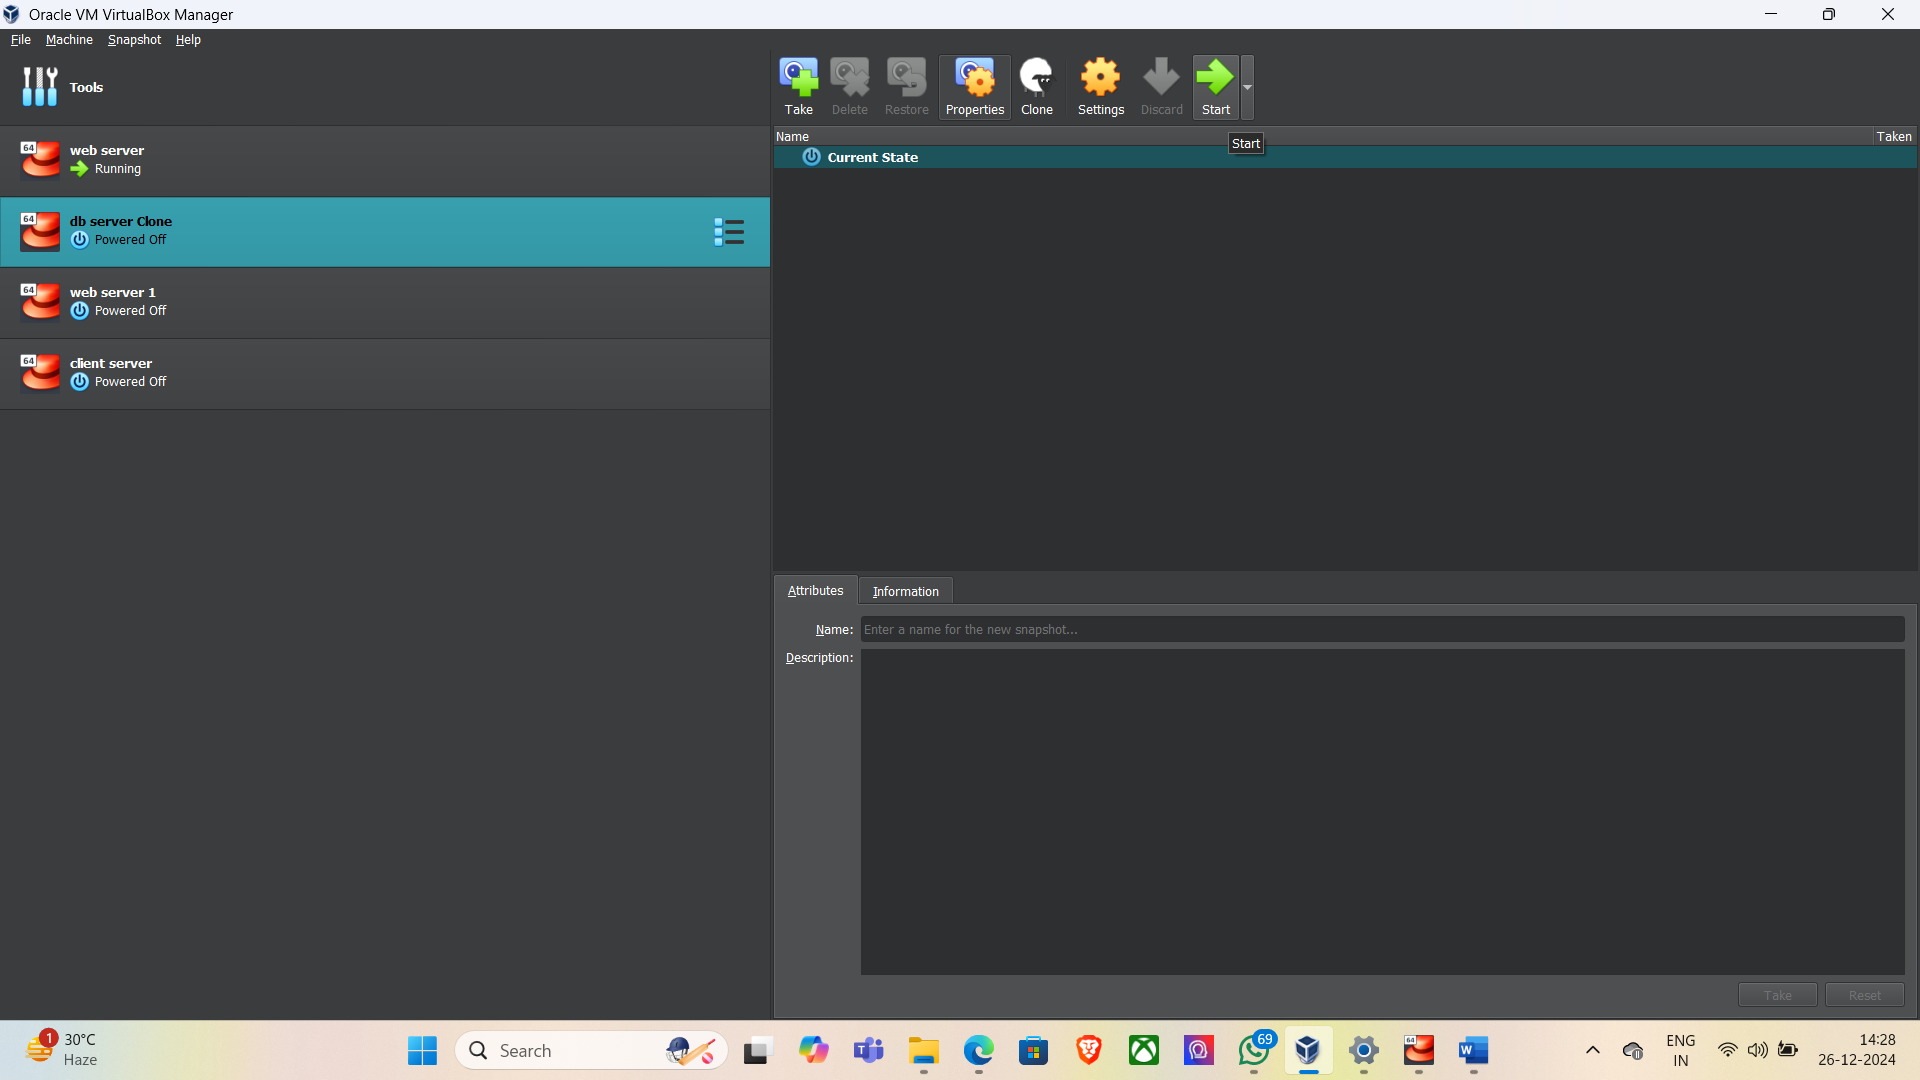 Oracle VM VirtualBox Manager
File Machine Snapshot Help
Tools
Take Delete Restore Properties Clone Settings Discard Start
Name Taken
Start
Current State
64 web server
Running
64 db server Clone
Powered Off
64 web server 1
Powered Off
64 client server
Powered Off
Attributes Information
Name: Enter a name for the new snapshot...
Description:
Take Reset
1 30°C
Haze
Search
69
64
W
ENG
IN
14:28
26-12-2024